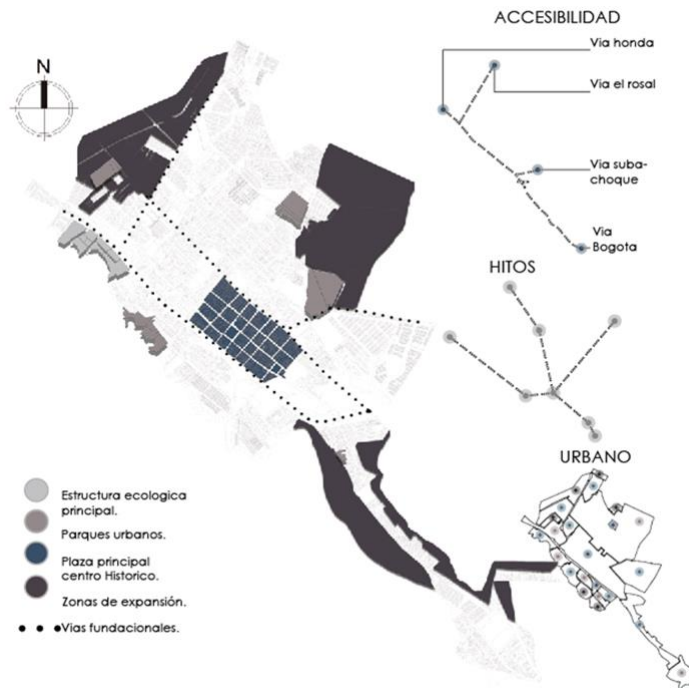 ACCESIBILIDAD
Via honda
Via el rosal
Via suba-
choque
Via
Bogota
N
HITOS
URBANO
Estructura ecologica
principal.
Parques urbanos.
Plaza principal
centro Historico.
Zonas de expansión.
Vias fundacionales.